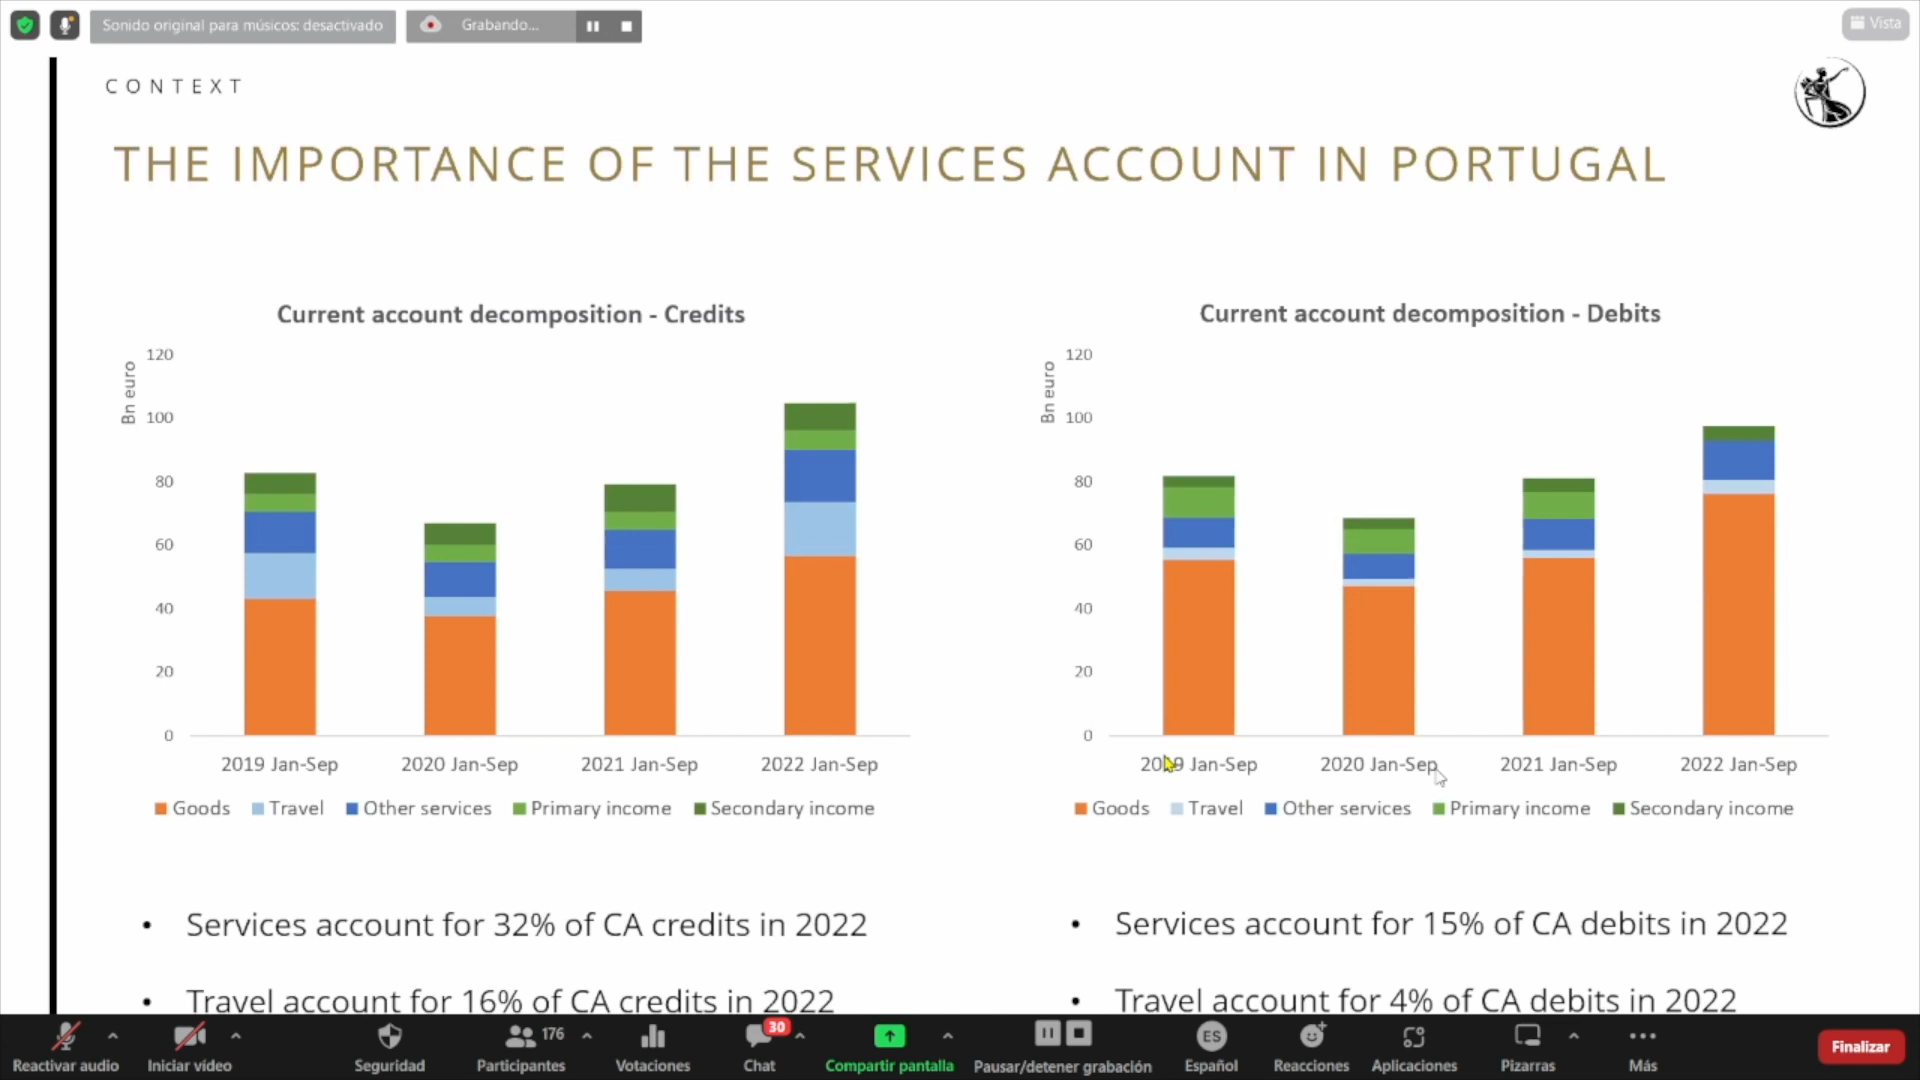 Sonido original para músicos: desactivado
Grabando...
Vista
CONTEXT
THE IMPORTANCE OF THE SERVICES ACCOUNT IN PORTUGAL
Current account decomposition - Credits
Bn euro
120
100
80
60
40
20
0
2019 Jan-Sep 2020 Jan-Sep 2021 Jan-Sep 2022 Jan-Sep
Goods Travel Other services Primary income Secondary income
Current account decomposition - Debits
Bn euro
120
100
80
60
40
20
0
2019 Jan-Sep 2020 Jan-Sep 2021 Jan-Sep 2022 Jan-Sep
Goods Travel Other services Primary income Secondary income
• Services account for 32% of CA credits in 2022
• Travel account for 16% of CA credits in 2022
• Services account for 15% of CA debits in 2022
• Travel account for 4% of CA debits in 2022
176
30
ES
Reactivar audio
Iniciar vídeo
Seguridad
Participantes
Votaciones
Chat
Compartir pantalla
Pausar/detener grabación
Español
Reacciones
Aplicaciones
Pizarras
Más
Finalizar